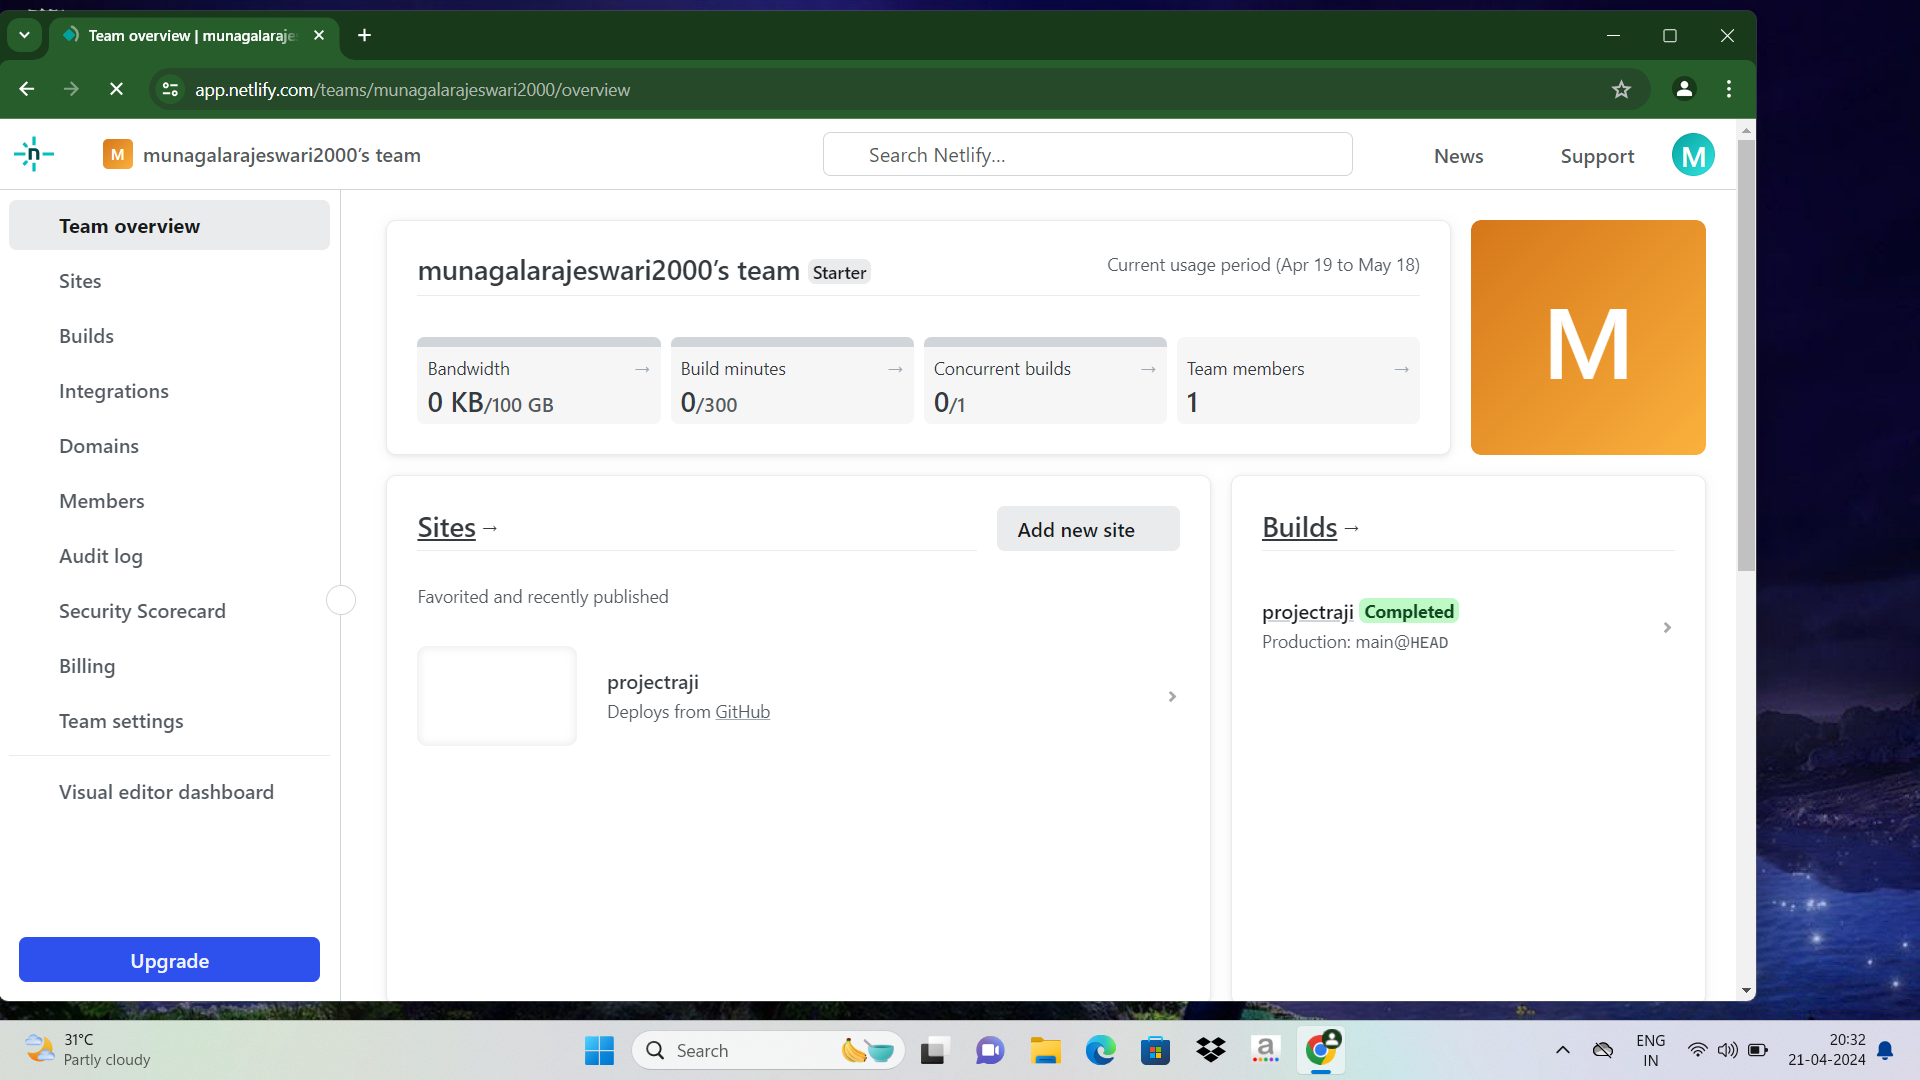 Team overview | munagalaraje
app.netlify.com/teams/munagalarajeswari2000/overview
n
M munagalarajeswari2000’s team
Search Netlify...
News
Support
M
Team overview
Sites
Builds
Integrations
Domains
Members
Audit log
Security Scorecard
Billing
Team settings
Visual editor dashboard
Upgrade
munagalarajeswari2000’s team Starter
Current usage period (Apr 19 to May 18)
Bandwidth →
0 KB/100 GB
Build minutes →
0/300
Concurrent builds →
0/1
Team members →
1
M
Sites →
Add new site
Favorited and recently published
projectraji
Deploys from GitHub
Builds →
projectraji Completed
Production: main@HEAD
31°C
Partly cloudy
Search
a
ENG
IN
20:32
21-04-2024